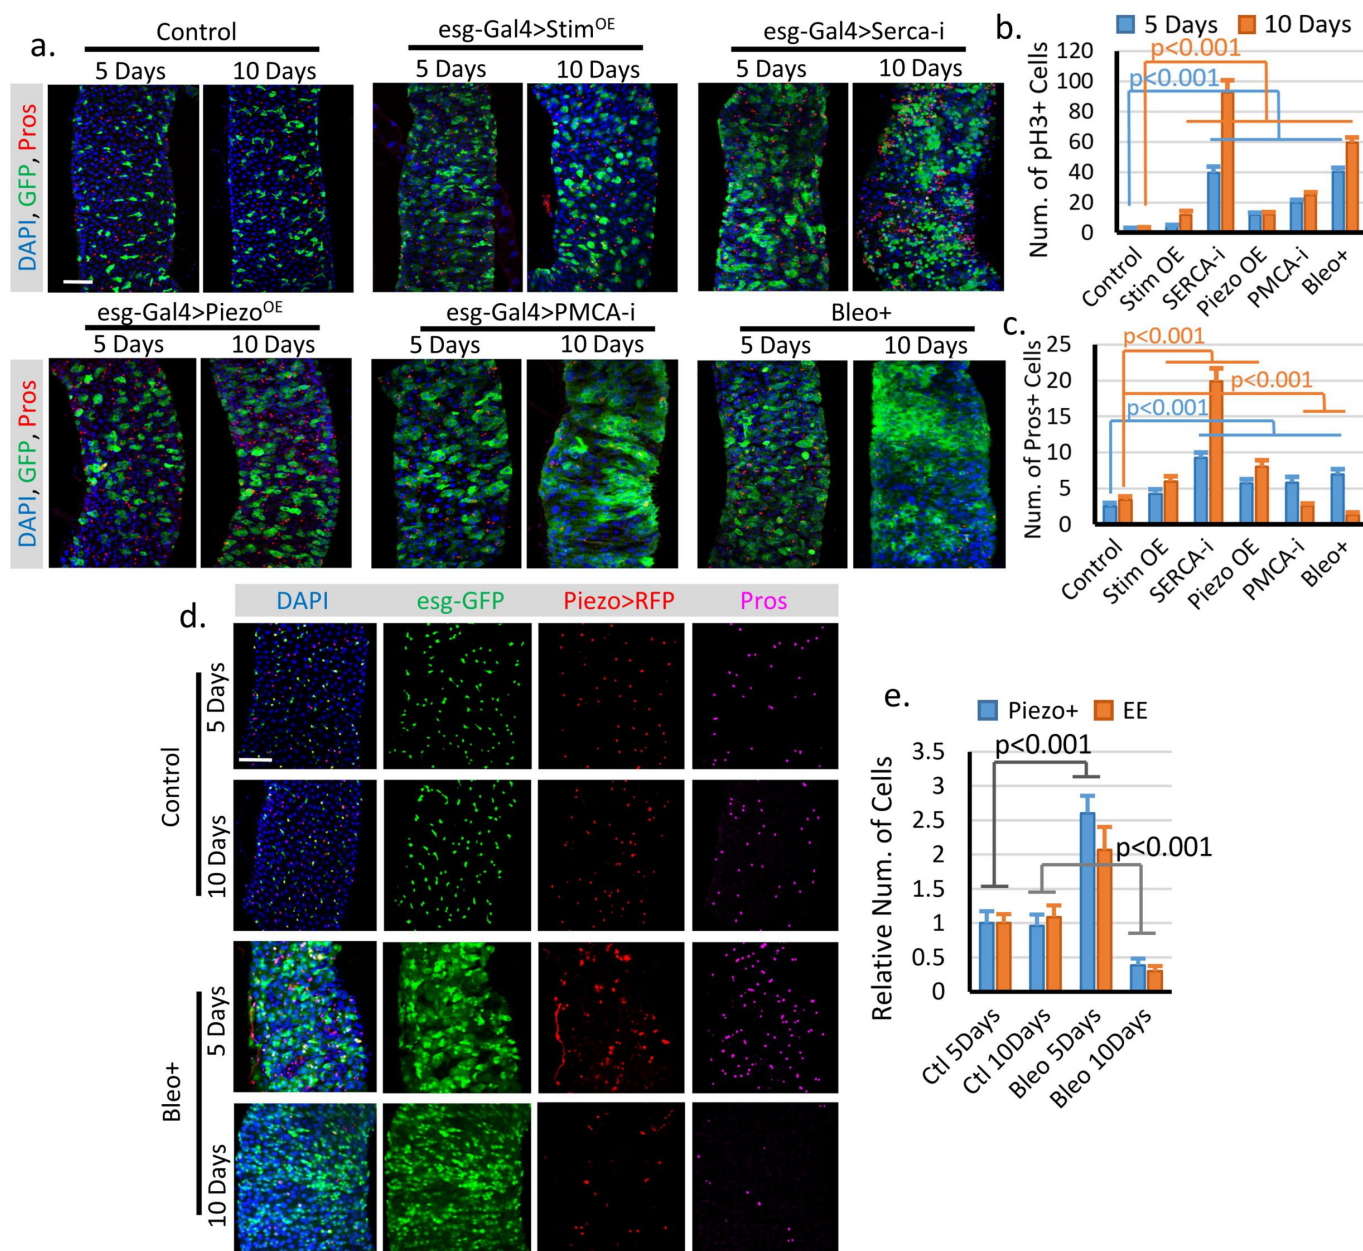 a.
Control
esg-Gal4>Stim^OE
esg-Gal4>Serca-i
5 Days
10 Days
5 Days
10 Days
5 Days
10 Days
DAPI, GFP, Pros
esg-Gal4>Piezo^OE
esg-Gal4>PMCA-i
Bleo+
5 Days
10 Days
5 Days
10 Days
5 Days
10 Days
DAPI, GFP, Pros
b.
5 Days
10 Days
Num. of pH3+ Cells
120
100
80
60
40
20
0
p<0.001
p<0.001
Control
Stim OE
SERCA-i
Piezo OE
PMCA-i
Bleo+
c.
Num. of Pros+ Cells
25
20
15
10
5
0
p<0.001
p<0.001
p<0.001
Control
Stim OE
SERCA-i
Piezo OE
PMCA-i
Bleo+
d.
DAPI
esg-GFP
Piezo>RFP
Pros
Control
5 Days
10 Days
Bleo+
5 Days
10 Days
e.
Piezo+
EE
Relative Num. of Cells
3.5
3
2.5
2
1.5
1
0.5
0
p<0.001
p<0.001
Ctl 5Days
Ctl 10Days
Bleo 5Days
Bleo 10Days